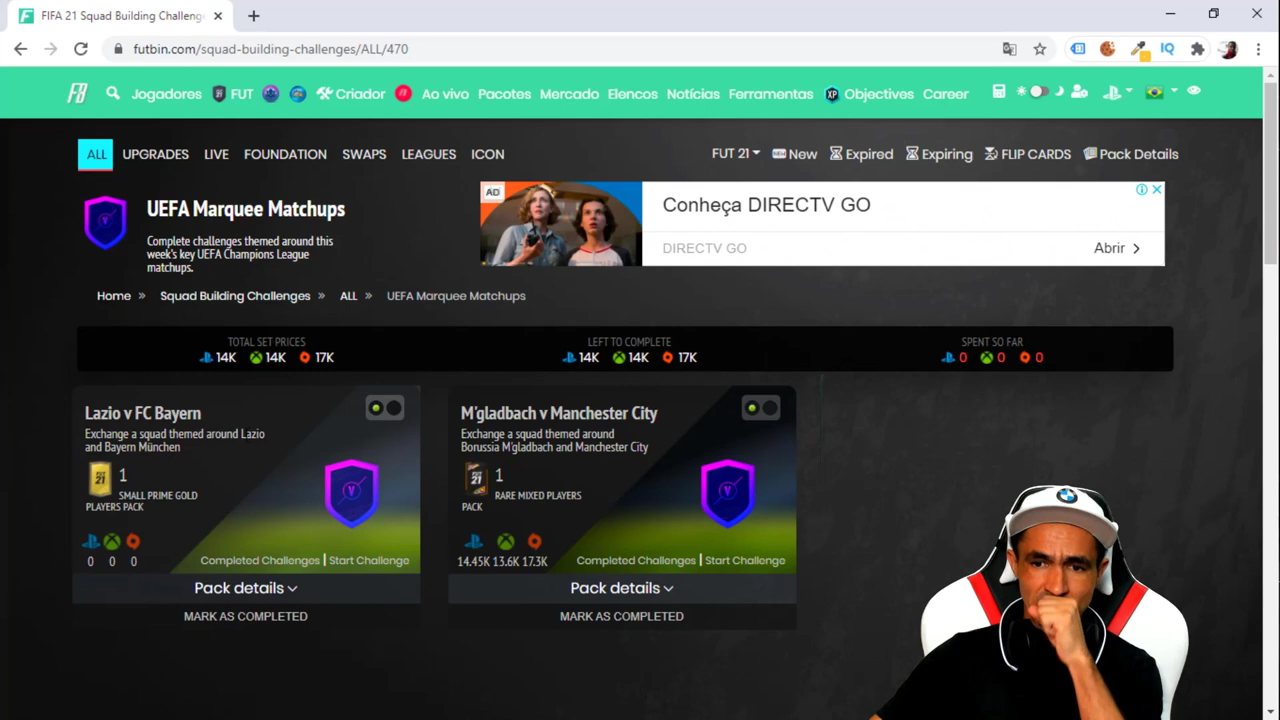 FIFA 21 Squad Building Challeng
futbin.com/squad-building-challenges/ALL/470
IQ
Jogadores FUT Criador Ao vivo Pacotes Mercado Elencos Notícias Ferramentas XP Objectives Career
ALL UPGRADES LIVE FOUNDATION SWAPS LEAGUES ICON FUT 21 New Expired Expiring FLIP CARDS Pack Details
UEFA Marquee Matchups
Complete challenges themed around this
week's key UEFA Champions League
matchups.
AD
Conheça DIRECTV GO
DIRECTV GO Abrir
Home » Squad Building Challenges » ALL » UEFA Marquee Matchups
TOTAL SET PRICES LEFT TO COMPLETE SPENT SO FAR
14K 14K 17K 14K 14K 17K 0 0 0
Lazio v FC Bayern
Exchange a squad themed around Lazio
and Bayern München
1
SMALL PRIME GOLD
PLAYERS PACK
0 0 0
Completed Challenges | Start Challenge
Pack details
MARK AS COMPLETED
M'gladbach v Manchester City
Exchange a squad themed around
Borussia M'gladbach and Manchester City
1
RARE MIXED PLAYERS
PACK
14.45K 13.6K 17.3K
Completed Challenges | Start Challenge
Pack details
MARK AS COMPLETED